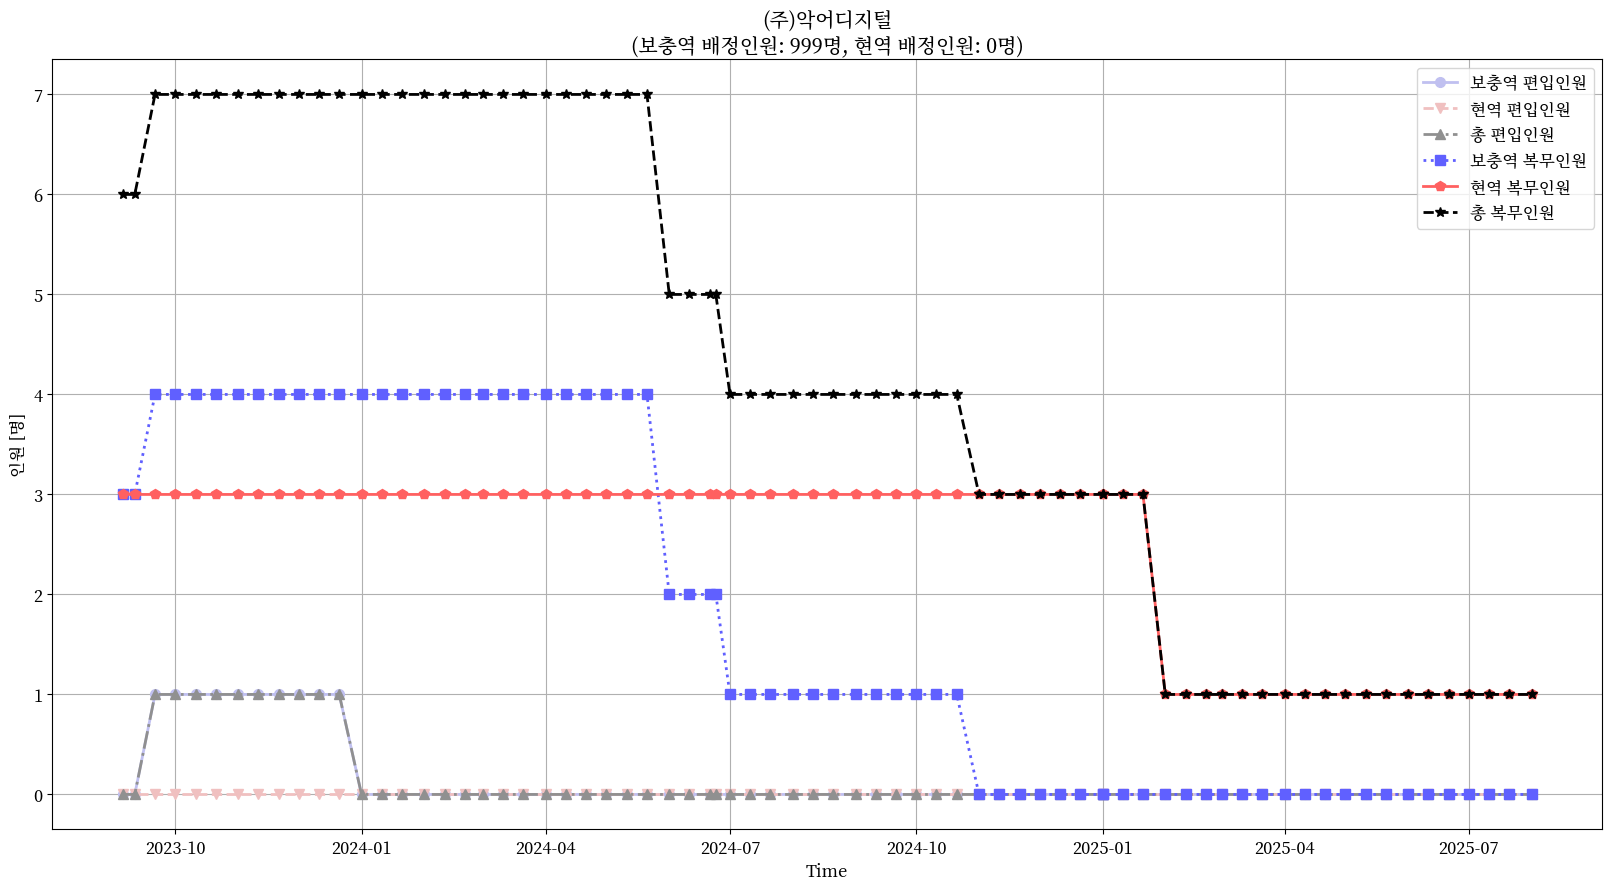 (주)악어디지털
(보충역 배정인원: 999명, 현역 배정인원: 0명)
보충역 편입인원
현역 편입인원
총 편입인원
보충역 복무인원
현역 복무인원
총 복무인원
인원 [명]
7
6
5
4
3
2
1
0
2023-10
2024-01
2024-04
2024-07
2024-10
2025-01
2025-04
2025-07
Time